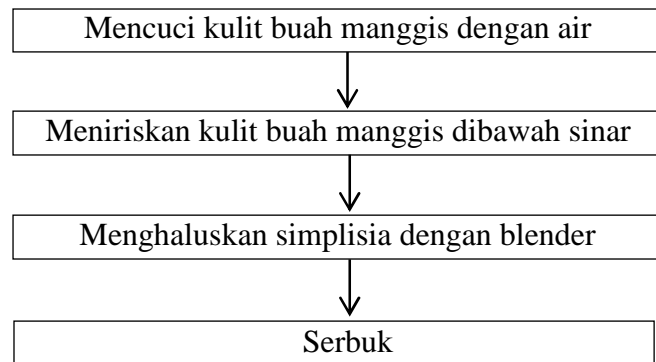 Mencuci kulit buah manggis dengan air
Meniriskan kulit buah manggis dibawah sinar
Menghaluskan simplisia dengan blender
Serbuk